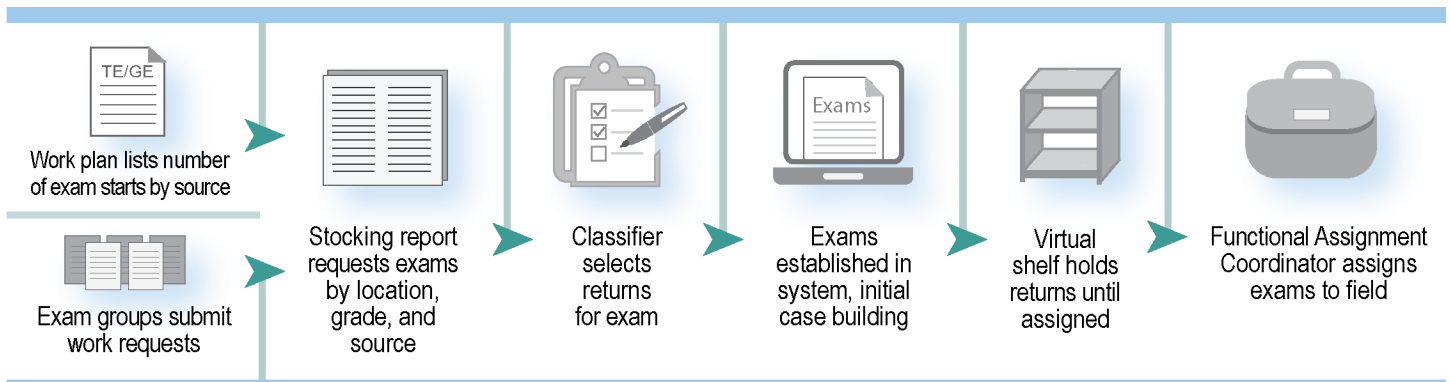 TE/GE
Work plan lists number
of exam starts by source
Exam groups submit
work requests
Stocking report
requests exams
by location,
grade, and
source
Classifier
selects
returns
for exam
Exams
Exams
established in
system, initial
case building
Virtual
shelf holds
returns until
assigned
Functional Assignment
Coordinator assigns
exams to field